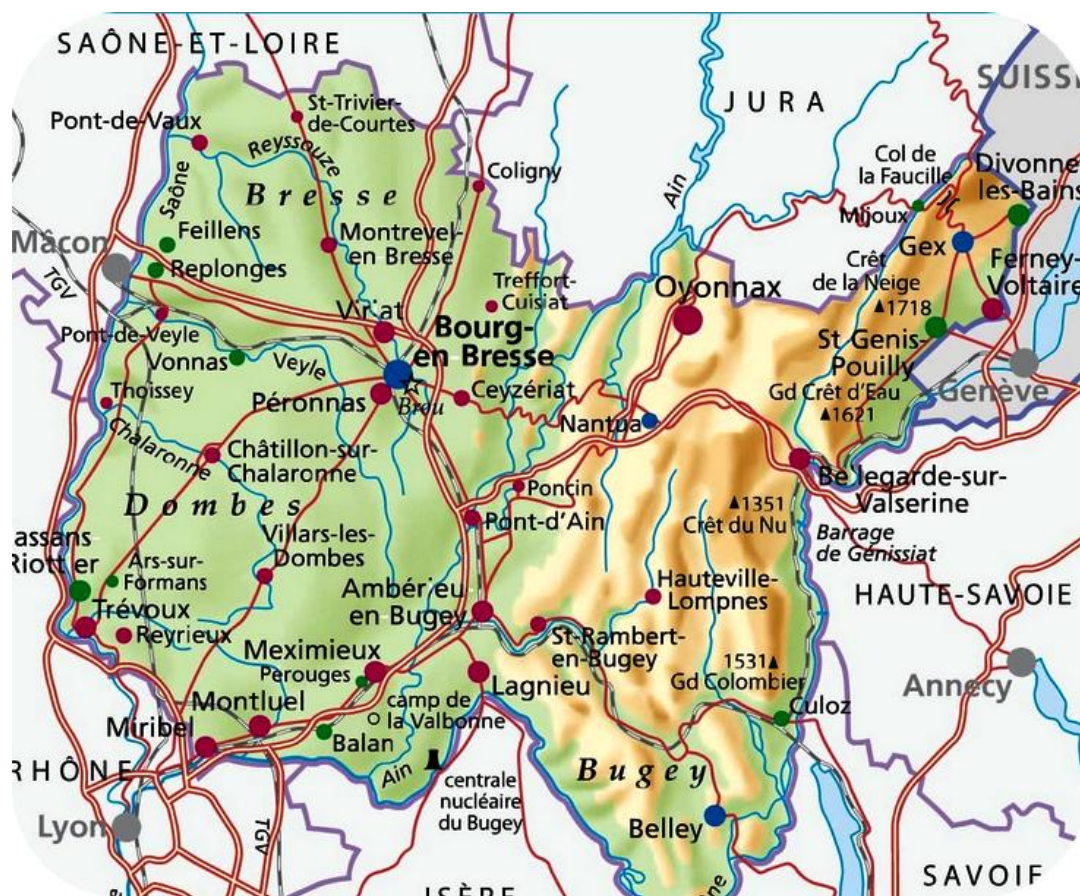 SAÔNE-ET-LOIRE
SUISS
JURA
St-Trivier-
de-Courtes
Pont-de-Vaux
Reyssouze
Col de
la Faucille
Divonne-
les-Bains
Coligny
Saône
Bresse
Ain
Mijoux
Feillens
Montrevel-
en-Bresse
Gex
Mâcon
Replonges
Crêt
de la Neige
Ferney-
Voltaire
TGV
Treffort-
Cuisiat
Oyonnax
1718
Viriat
Pont-de-Veyle
Bourg-
en Bresse
St Genis-
Pouilly
Vonnas
Veyle
Genève
Thoissey
Péronnas
Brou
Ceyzériat
Gd Crêt d'Eau
1621
Nantua
Chalaronne
Châtillon-sur-
Chalaronne
Bellegarde-sur-
Valserine
Poncin
1351
Crêt du Nu
Dombes
Pont-d'Ain
Barrage
de Génissiat
assans
Riottier
Villars-les-
Dombes
Ars-sur-
Formans
Ambérieu
en Bugey
Hauteville-
Lompnes
HAUTE-SAVOIE
Trévoux
Reyrieux
St-Rambert-
en-Bugey
Meximieux
Perouges
1531
Gd Colombier
Annecy
Lagnieu
Montluel
camp de
la Valbonne
Culoz
Miribel
Balan
RHÔNE
Ain
Bugey
centrale
nucléaire
du Bugey
Lyon
TGV
Belley
SAVOIE
ISÈRE